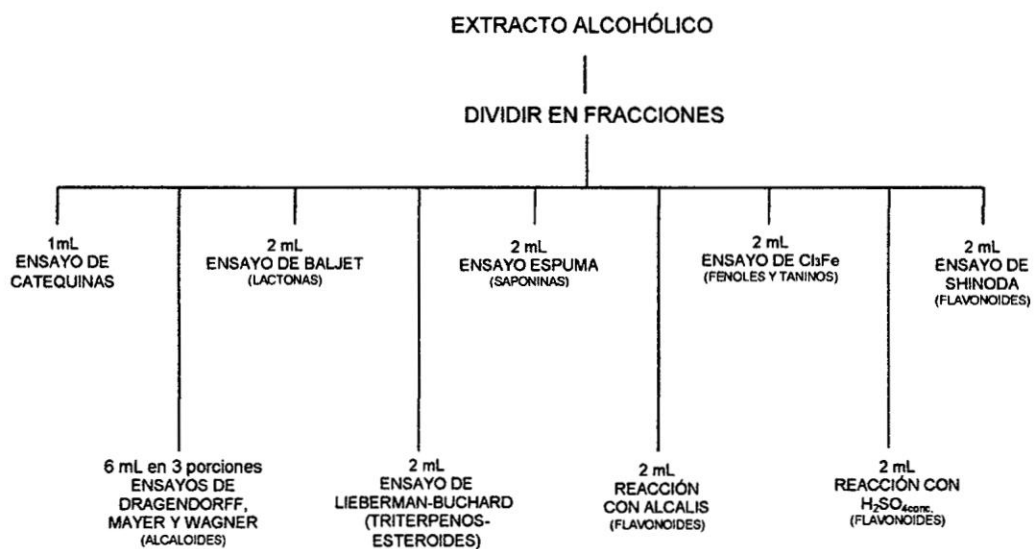 EXTRACTO ALCOHÓLICO
DIVIDIR EN FRACCIONES
1mL
ENSAYO DE
CATEQUINAS
2 mL
ENSAYO DE BALJET
(LACTONAS)
2 mL
ENSAYO ESPUMA
(SAPONINAS)
2 mL
ENSAYO DE Cl₃Fe
(FENOLES Y TANINOS)
2 mL
ENSAYO DE
SHINODA
(FLAVONOIDES)
6 mL en 3 porciones
ENSAYOS DE
DRAGENDORFF,
MAYER Y WAGNER
(ALCALOIDES)
2 mL
ENSAYO DE
LIEBERMAN-BUCHARD
(TRITERPENOS-
ESTEROIDES)
2 mL
REACCIÓN
CON ALCALIS
(FLAVONOIDES)
2 mL
REACCIÓN CON
H₂SO₄conc.
(FLAVONOIDES)